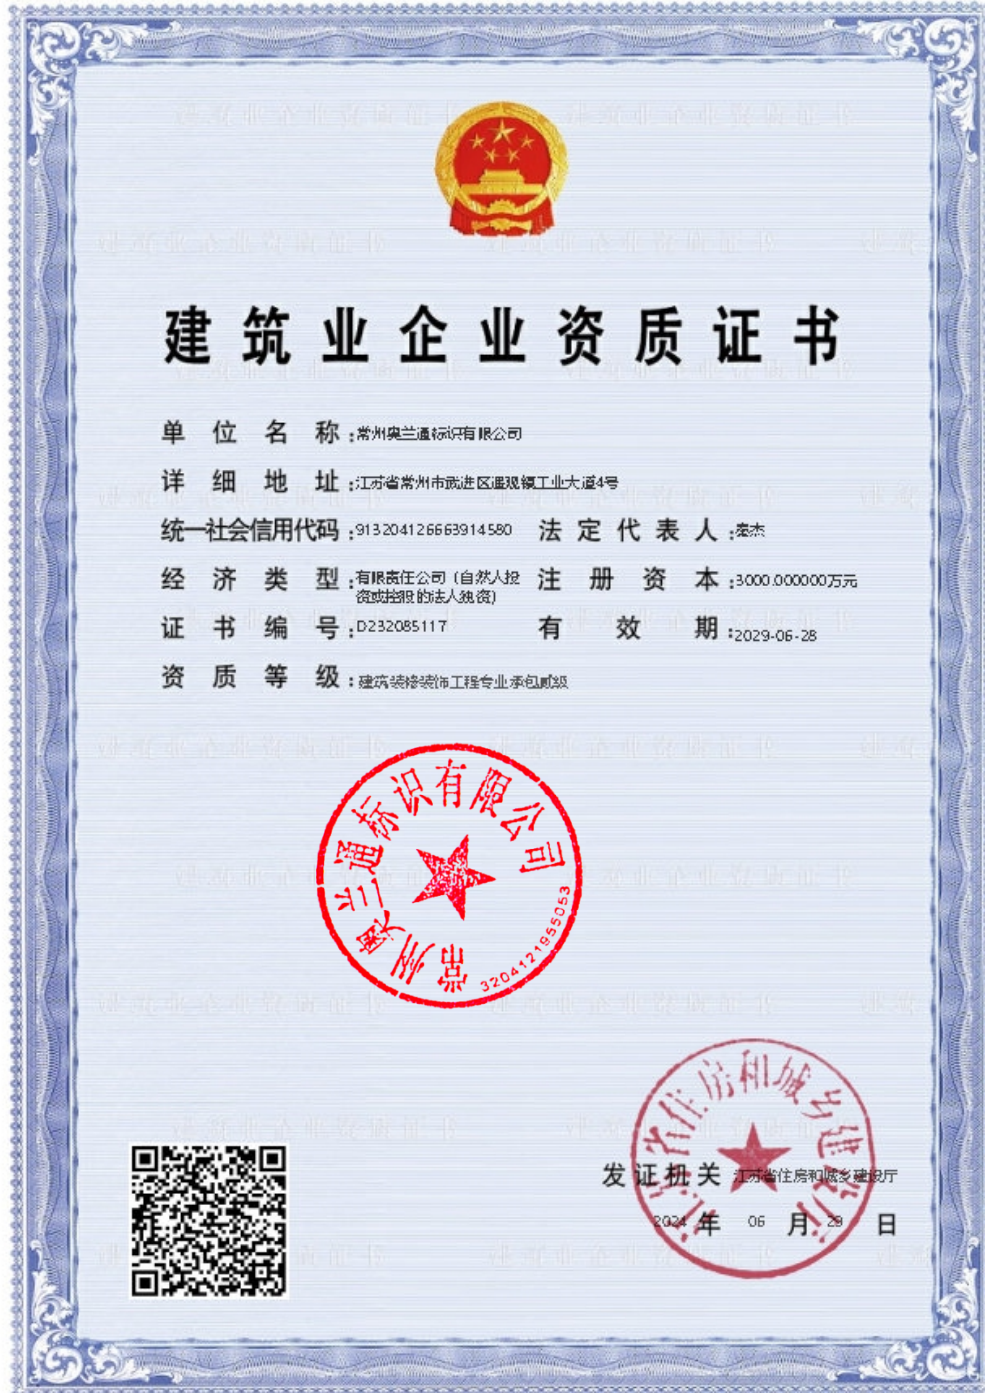 建筑业企业资质证书
单位名称:常州奥兰通标识有限公司
详细地址:江苏省常州市武进区遥观镇工业大道4号
统一社会信用代码:913204126663914580 法定代表人:杰
经济类型:有限责任公司(自然人投资或控股的法人独资) 注册资本:3000.000000万元
证书编号:D232085117 有效期:2029-06-28
资质等级:建筑装修装饰工程专业承包贰级
常州奥兰通标识有限公司
3204121955053
江苏省住房和城乡建设厅
发证机关 江苏省住房和城乡建设厅
2024年06月29日